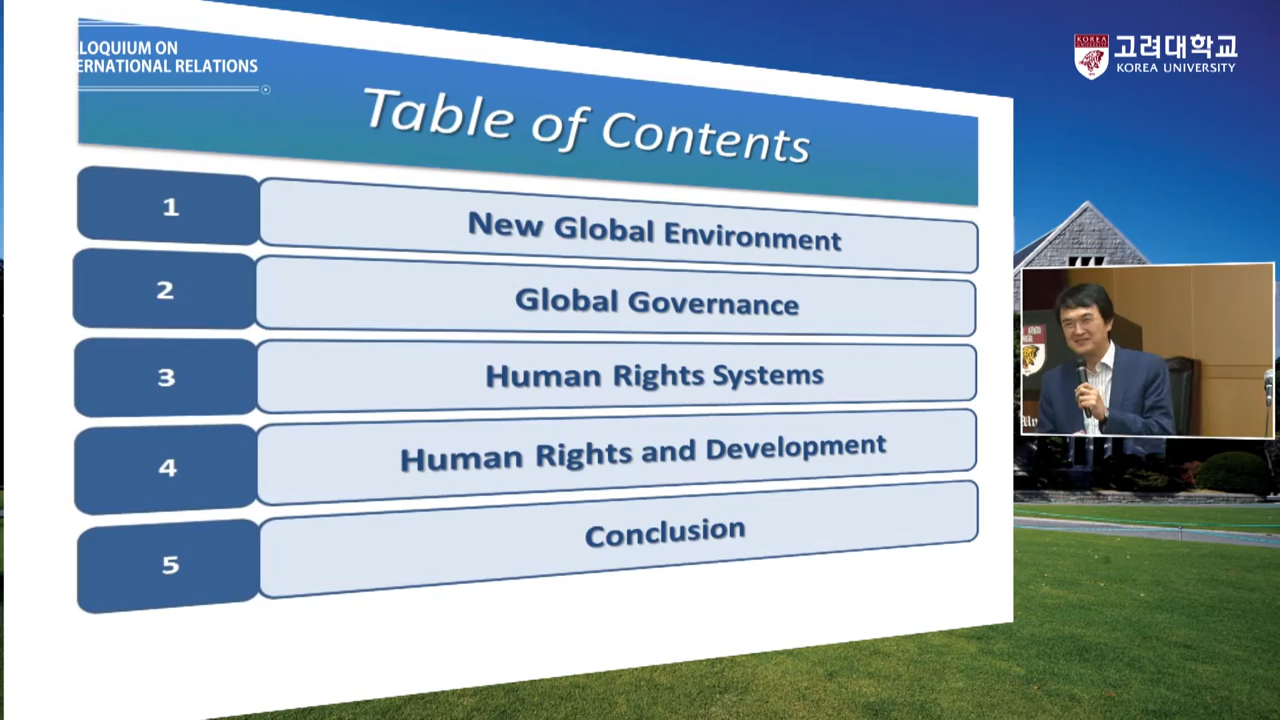 LOQUIUM ON
ERNATIONAL RELATIONS
KOREA
고려대학교
KOREA UNIVERSITY
Table of Contents
1
New Global Environment
2
Global Governance
3
Human Rights Systems
4
Human Rights and Development
5
Conclusion